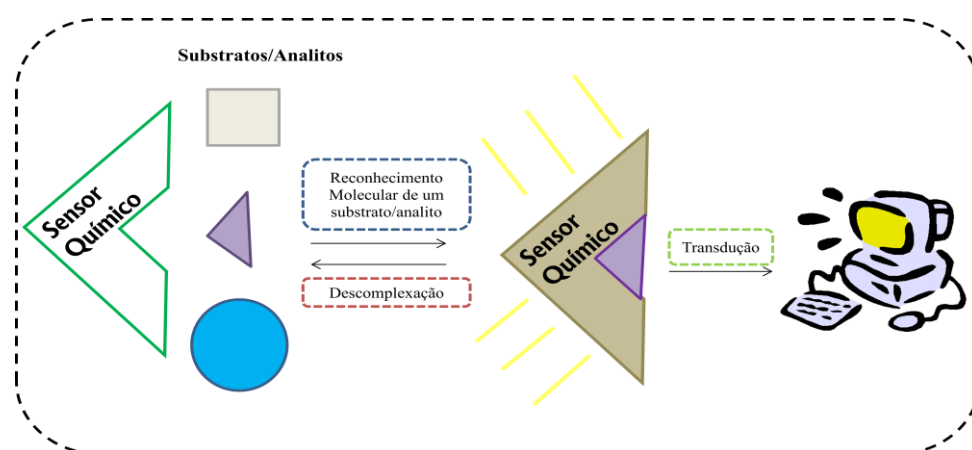 Substratos/Analitos
Sensor
Químico
Reconhecimento
Molecular de um
substrato/analito
Descomplexação
Sensor
Químico
Transdução